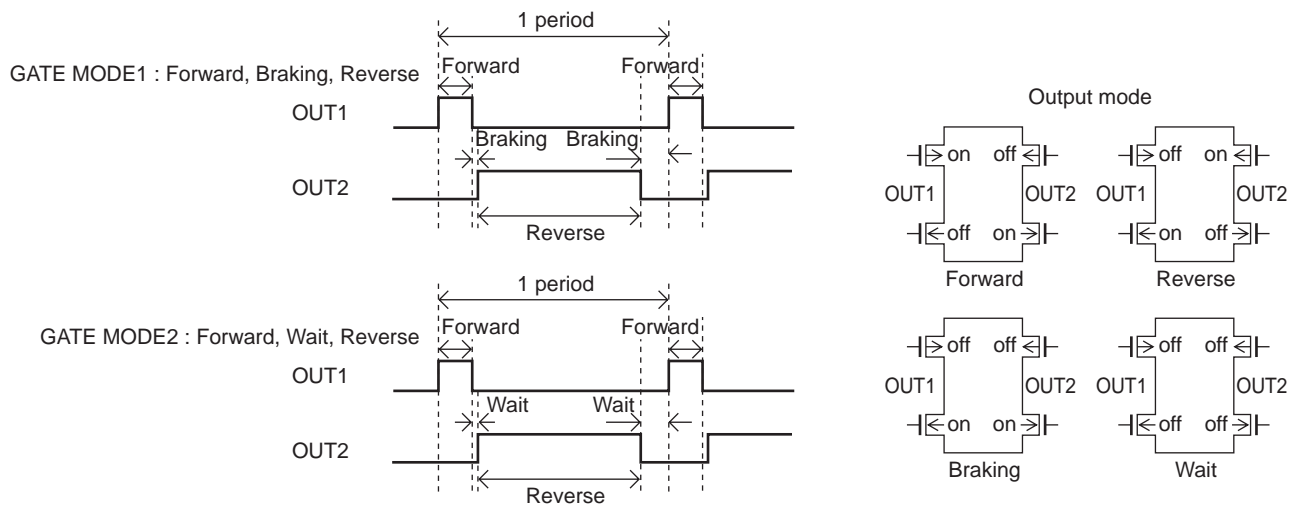 1 period
GATE MODE1 : Forward, Braking, Reverse
Forward
Forward
OUT1
Braking Braking
OUT2
Reverse
1 period
GATE MODE2 : Forward, Wait, Reverse
Forward
Forward
OUT1
Wait Wait
OUT2
Reverse
Output mode
on off
OUT1 OUT2
off on
Forward
off on
OUT1 OUT2
on off
Reverse
off off
OUT1 OUT2
on on
Braking
off off
OUT1 OUT2
off off
Wait